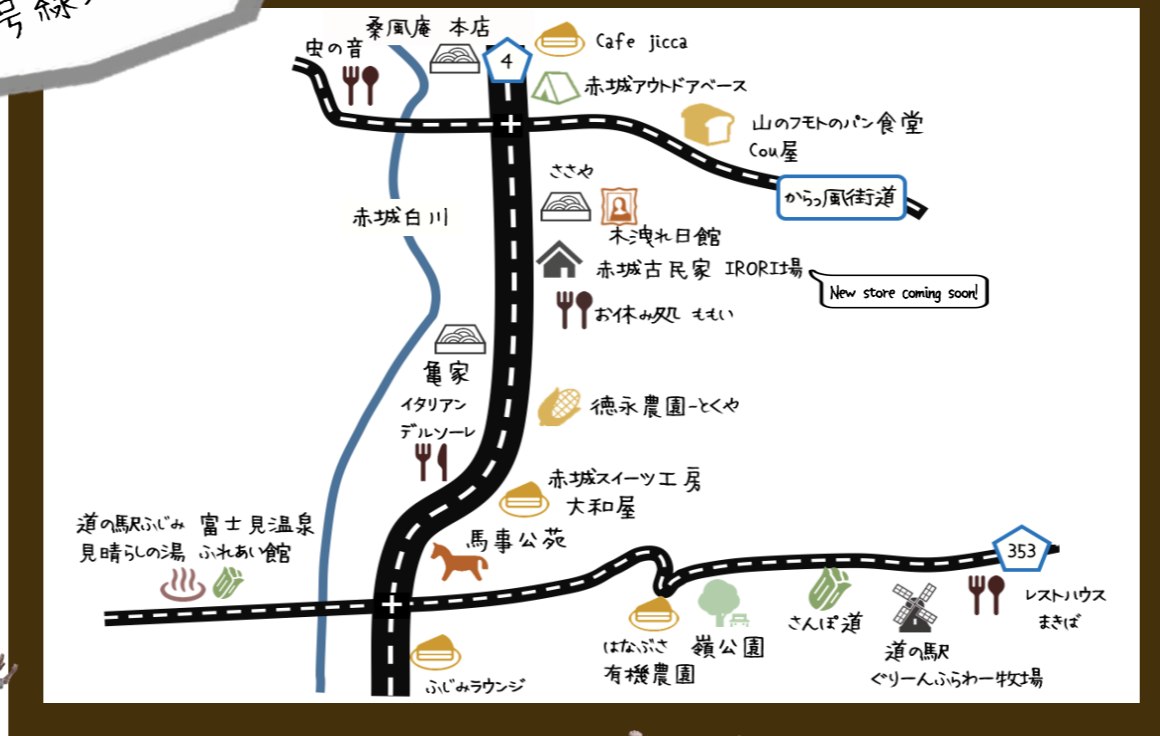 号線
桑風庵 本店
虫の音
4
Cafe jicca
赤城アウトドアベース
山のフモトのパン食堂
Cou屋
からっ風街道
ささや
赤城白川
木洩れ日館
赤城古民家 IRORI場
New store coming soon!
お休み処 ももい
亀家
イタリアン
デルソーレ
徳永農園-とくや
赤城スイーツ工房
大和屋
馬事公苑
道の駅ふじみ 富士見温泉
見晴らしの湯 ふれあい館
353
レストハウス
まきば
さんぽ道
はなぶさ
有機農園
嶺公園
道の駅
ぐりーんふらわー牧場
ふじみラウンジ